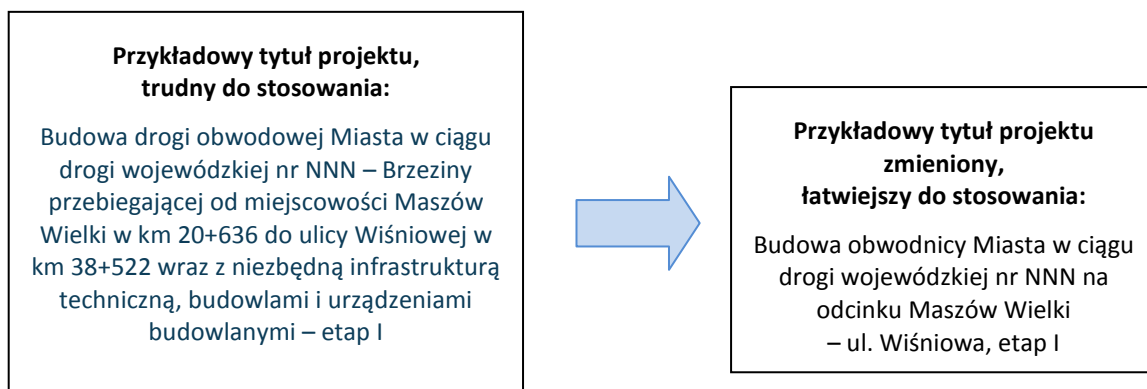 Przykładowy tytuł projektu,
trudny do stosowania:
Budowa drogi obwodowej Miasta w ciągu
drogi wojewódzkiej nr NNN – Brzeziny
przebiegającej od miejscowości Maszów
Wielki w km 20+636 do ulicy Wiśniowej w
km 38+522 wraz z niezbędną infrastrukturą
techniczną, budowlami i urządzeniami
budowlanymi – etap I
Przykładowy tytuł projektu
zmieniony,
łatwiejszy do stosowania:
Budowa obwodnicy Miasta w ciągu
drogi wojewódzkiej nr NNN na
odcinku Maszów Wielki
– ul. Wiśniowa, etap I